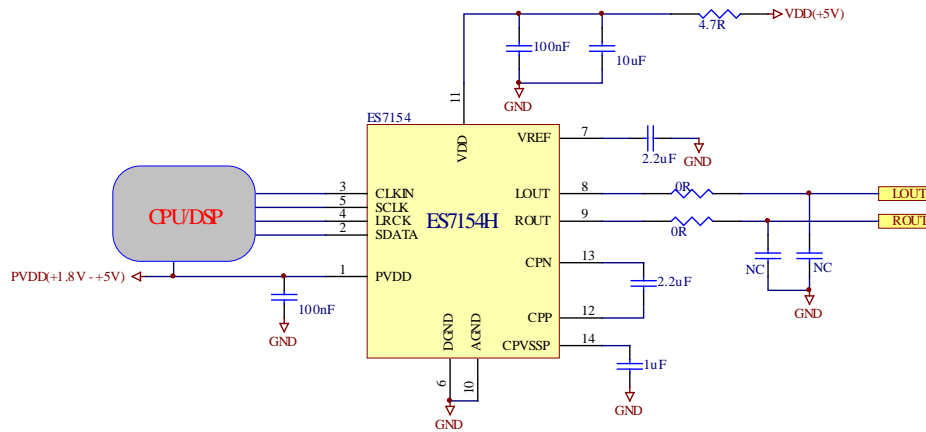 VDD(+5V)
4.7R
100nF
10uF
GND
11
ES7154
VDD
VREF
7
2.2uF
GND
CPU/DSP
3
CLKIN
5
SCLK
4
LRCK
2
SDATA
ES7154H
LOUT
8
0R
LOUT
ROUT
9
0R
ROUT
PVDD(+1.8V - +5V)
1
PVDD
CPN
13
2.2uF
NC
NC
GND
100nF
GND
CPP
12
DGND
AGND
CPVSSP
14
1uF
GND
6
10
GND